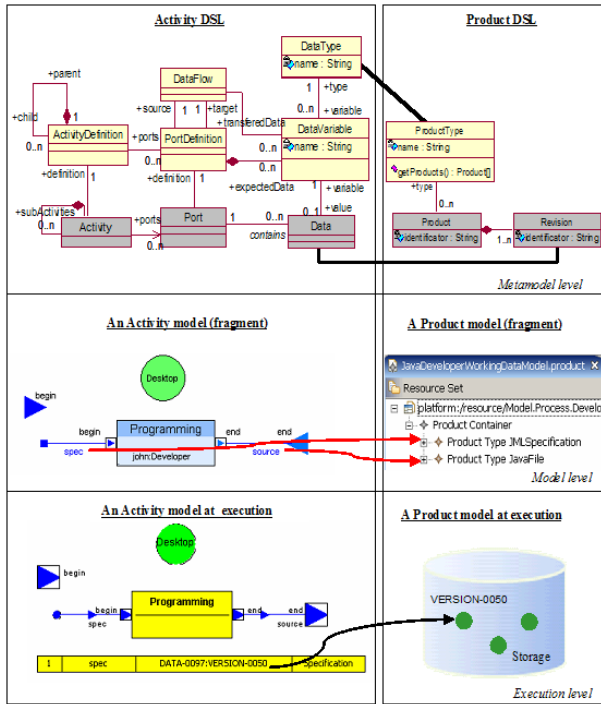 Activity DSL
Product DSL
+parent
+child
0..n
1
ActivityDefinition
+definition
1
+subActivities
0..n
Activity
+ports
0..n
DataFlow
+source
+target
1
1
+transferedData
0..n
PortDefinition
+definition
1
+ports
0..n
Port
1
0..n
contains
DataType
name : String
1
+type
0..n
+variable
DataVariable
name : String
0..n
+expectedData
1
+variable
0..1
+value
Data
ProductType
name : String
getProducts() : Product[]
+type
0..n
Product
identificator : String
1..n
Revision
identificator : String
Metamodel level
An Activity model (fragment)
A Product model (fragment)
Desktop
begin
begin
Programming
end
end
spec
john:Developer
source
JavaDeveloperWorkingDataModel.product
Resource Set
platform:/resource/Model.Process.Develo
Product Container
Product Type JMLSpecification
Product Type JavaFile
Model level
An Activity model at execution
A Product model at execution
Desktop
begin
Programming
begin
end
end
spec
source
1 spec DATA-0097:VERSION-0050 Specification
VERSION-0050
Storage
Execution level